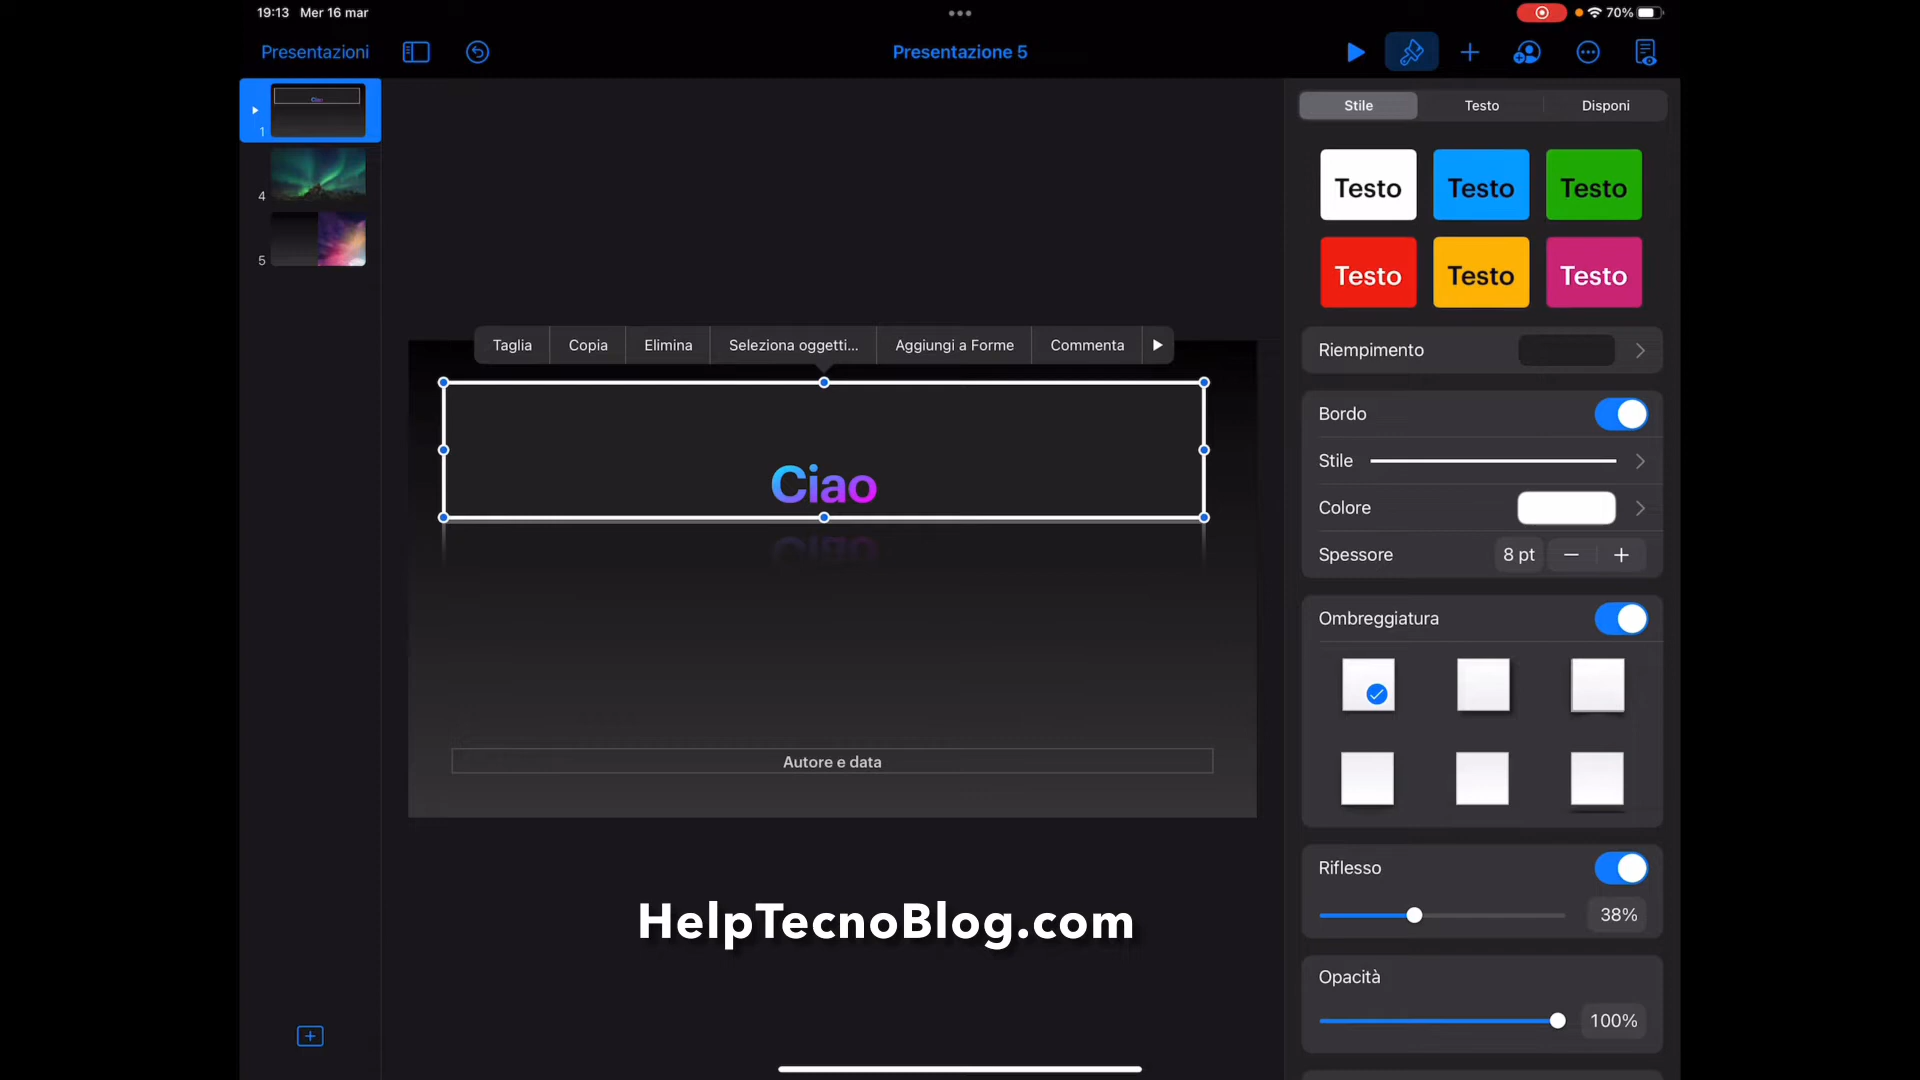 19:13 Mer 16 mar
70%
Presentazioni
Presentazione 5
1
Ciao
4
5
Stile Testo Disponi
Testo Testo Testo
Testo Testo Testo
Taglia Copia Elimina Seleziona oggetti... Aggiungi a Forme Commenta
Riempimento
Bordo
Stile
Colore
Spessore 8 pt
Ciao
Ciao
Autore e data
Ombreggiatura
Riflesso
38%
Opacità
100%
HelpTecnoBlog.com